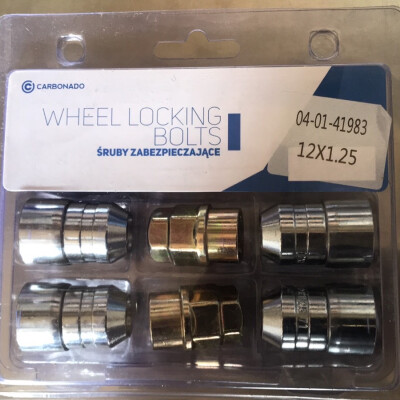 CARBONADO
WHEEL LOCKING
BOLTS
ŚRUBY ZABEZPIECZAJĄCE
04-01-41983
12X1.25